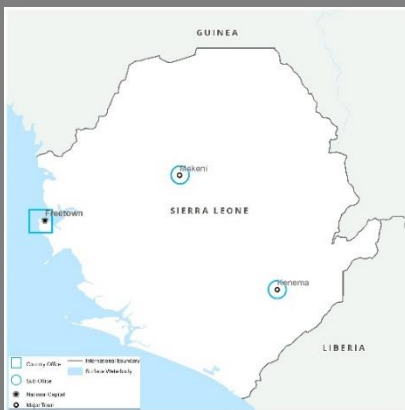 GUINEA
Makeni
Freetown
SIERRA LEONE
Kenema
LIBERIA
Country Office
International Boundary
Surface Waterbody
Sub Office
National Capital
Major Town